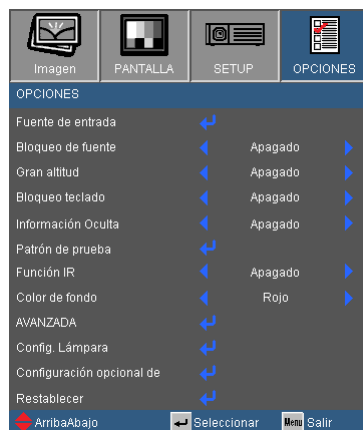 Imagen PANTALLA SETUP OPCIONES
OPCIONES
Fuente de entrada
Bloqueo de fuente Apagado
Gran altitud Apagado
Bloqueo teclado Apagado
Información Oculta Apagado
Patrón de prueba
Función IR Apagado
Color de fondo Rojo
AVANZADA
Config. Lámpara
Configuración opcional de
Restablecer
ArribaAbajo Seleccionar Menu Salir